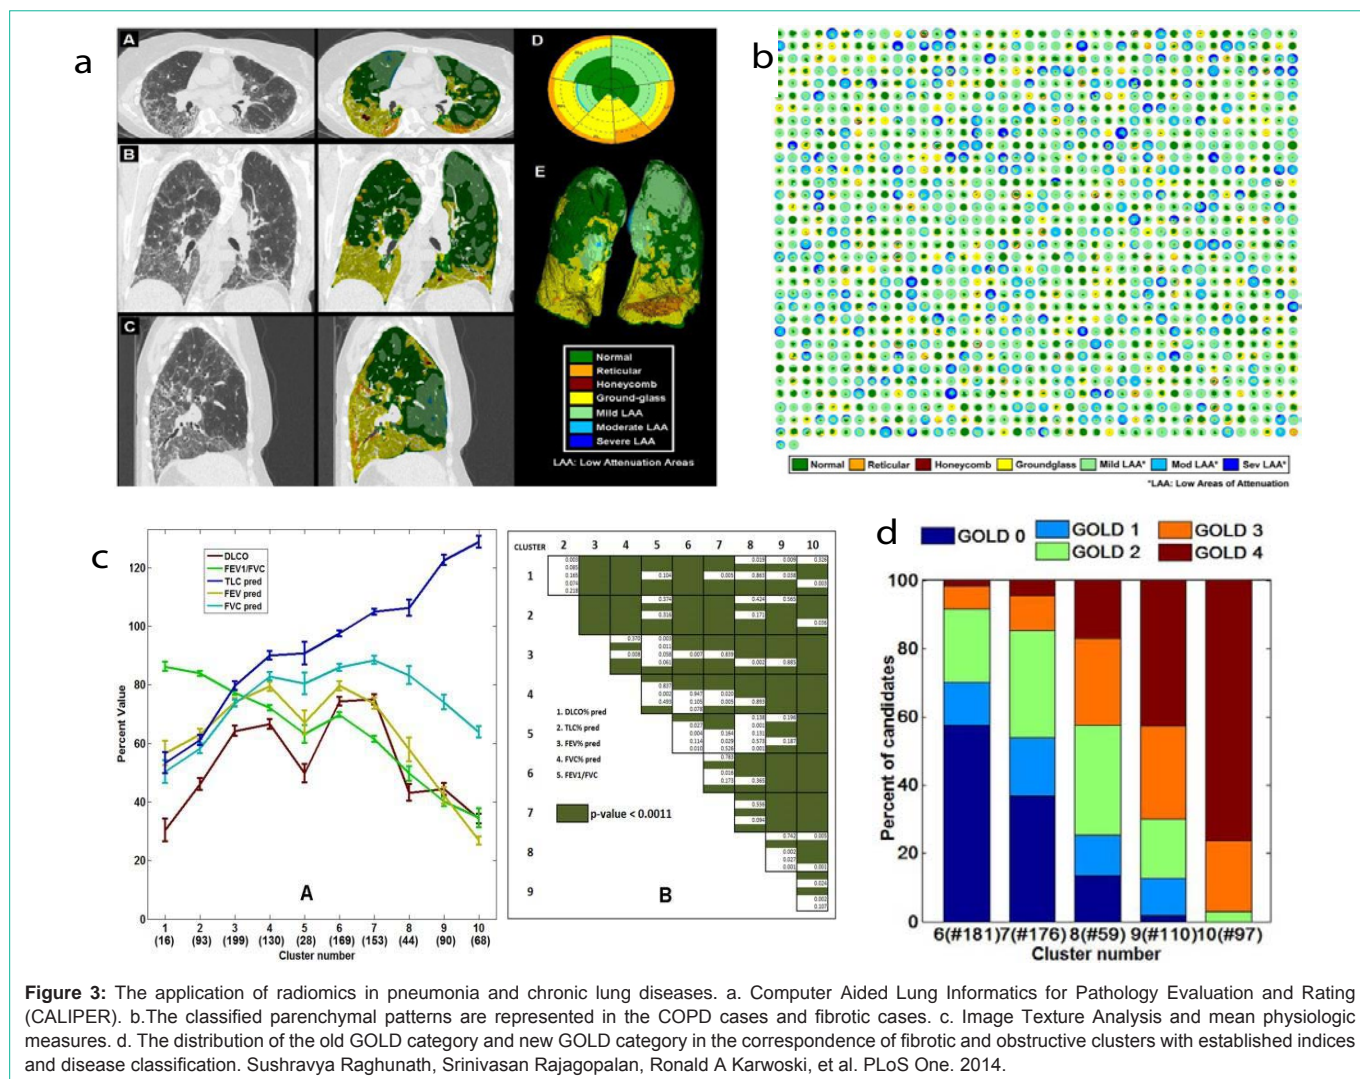 a
A
B
C
D
E
Normal
Reticular
Honeycomb
Ground-glass
Mild LAA
Moderate LAA
Severe LAA
LAA: Low Attenuation Areas
b
Normal Reticular Honeycomb Groundglass Mild LAA* Mod LAA* Sev LAA*
*LAA: Low Areas of Attenuation
c
DLCO
FEV1/FVC
TLC pred
FEV pred
FVC pred
Percent Value
120
100
80
60
40
20
0
A
1 2 3 4 5 6 7 8 9 10
(16) (93) (199) (130) (28) (169) (153) (44) (90) (68)
Cluster number
CLUSTER 2 3 4 5 6 7 8 9 10
1
2
3
4
5
6
7
8
9
1. DLCO% pred
2. TLC% pred
3. FEV% pred
4. FVC% pred
5. FEV1/FVC
p-value < 0.0011
B
d
GOLD 0 GOLD 1 GOLD 3
GOLD 2 GOLD 4
Percent of candidates
100
80
60
40
20
0
6(#181) 7(#176) 8(#59) 9(#110) 10(#97)
Cluster number
Figure 3: The application of radiomics in pneumonia and chronic lung diseases. a. Computer Aided Lung Informatics for Pathology Evaluation and Rating
(CALIPER). b.The classified parenchymal patterns are represented in the COPD cases and fibrotic cases. c. Image Texture Analysis and mean physiologic
measures. d. The distribution of the old GOLD category and new GOLD category in the correspondence of fibrotic and obstructive clusters with established indices
and disease classification. Sushravya Raghunath, Srinivasan Rajagopalan, Ronald A Karwoski, et al. PLoS One. 2014.